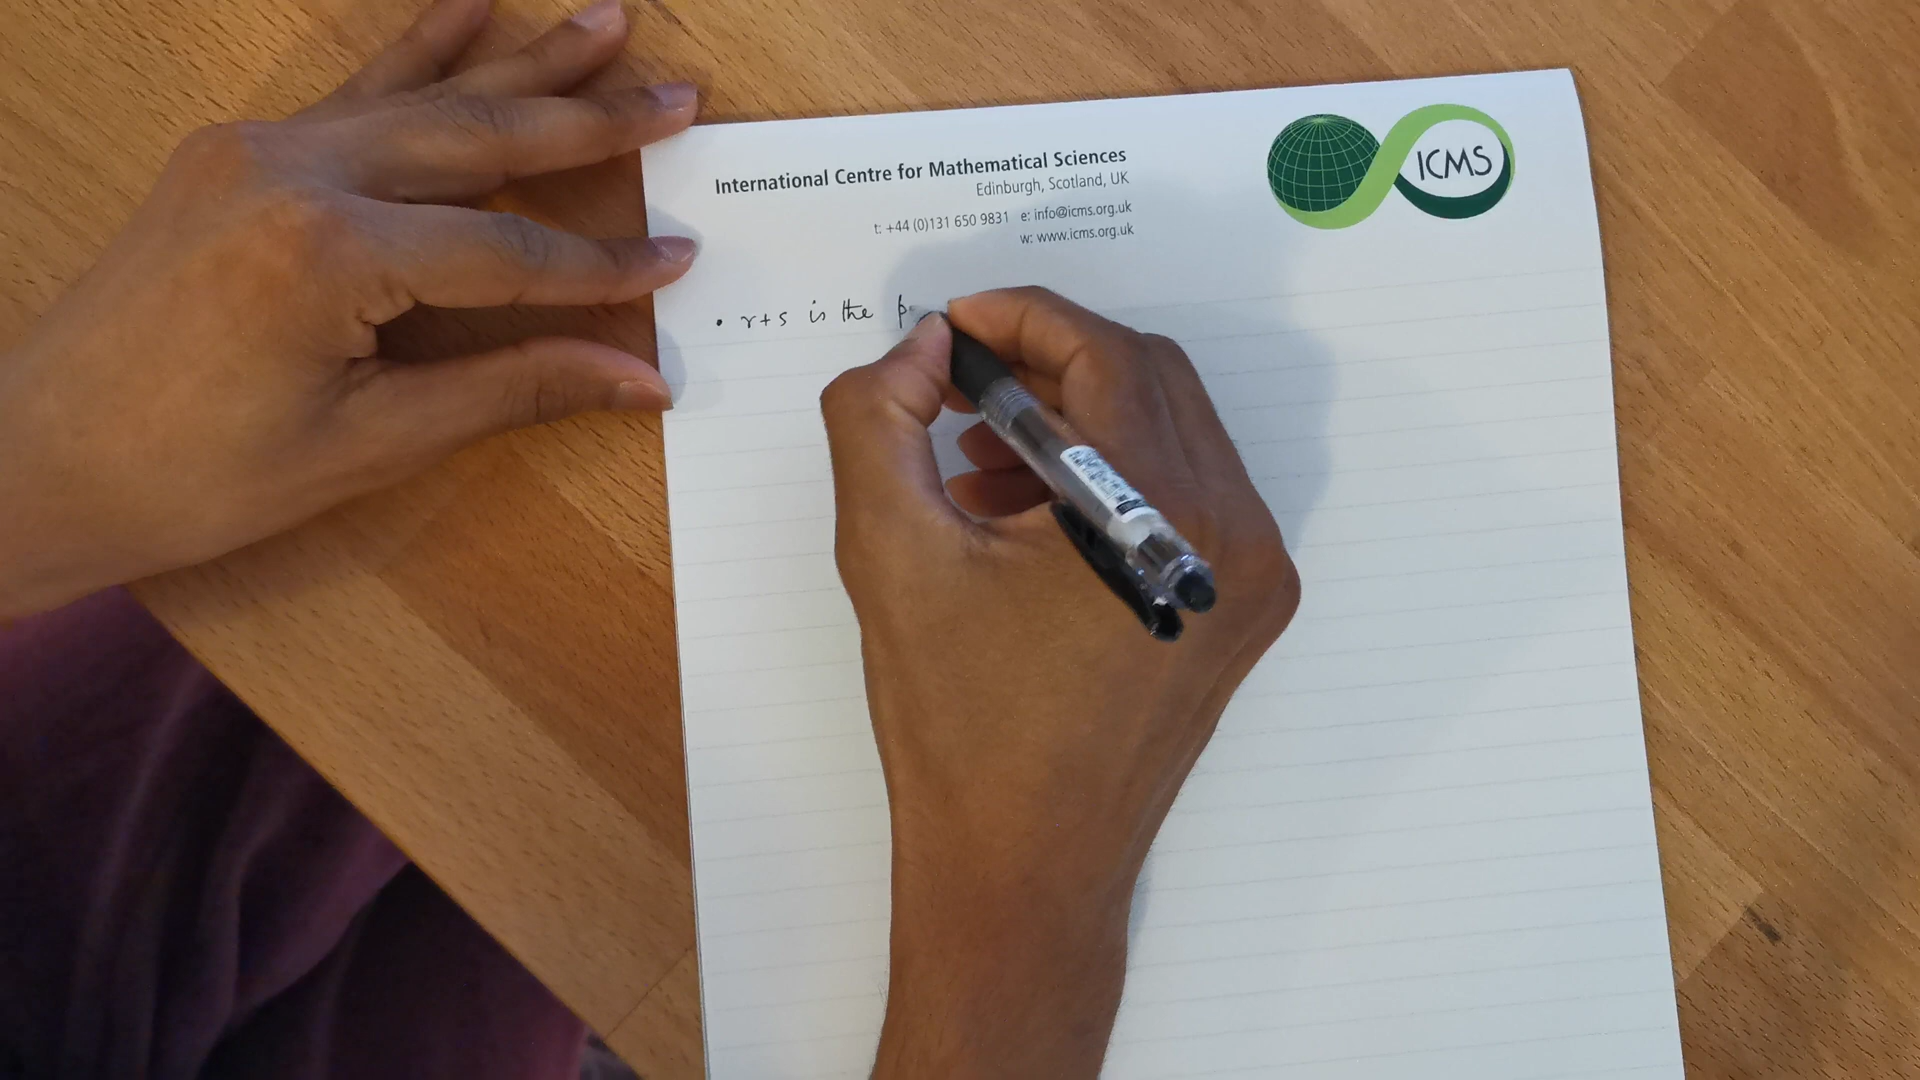 International Centre for Mathematical Sciences
Edinburgh, Scotland, UK
t: +44 (0)131 650 9831 e: info@icms.org.uk
w: www.icms.org.uk
ICMS
• r+s is the